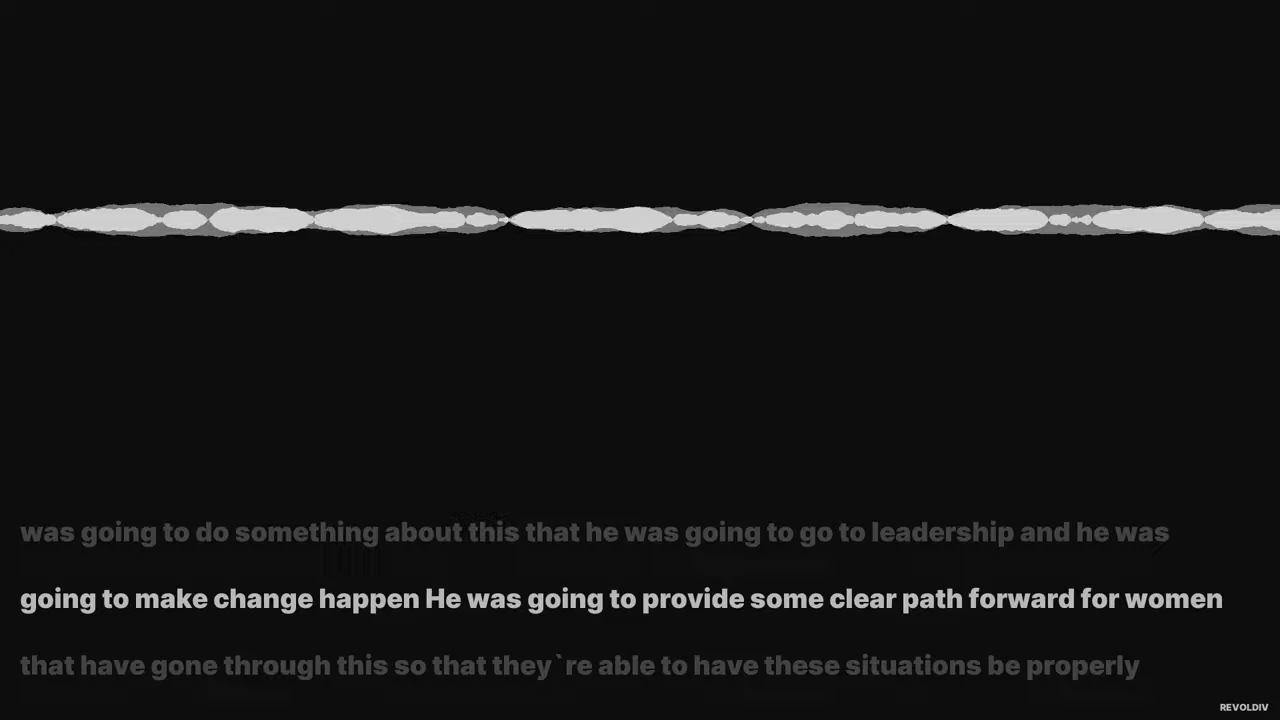 was going to do something about this that he was going to go to leadership and he was
going to make change happen He was going to provide some clear path forward for women
that have gone through this so that they`re able to have these situations be properly
REVOLDIV